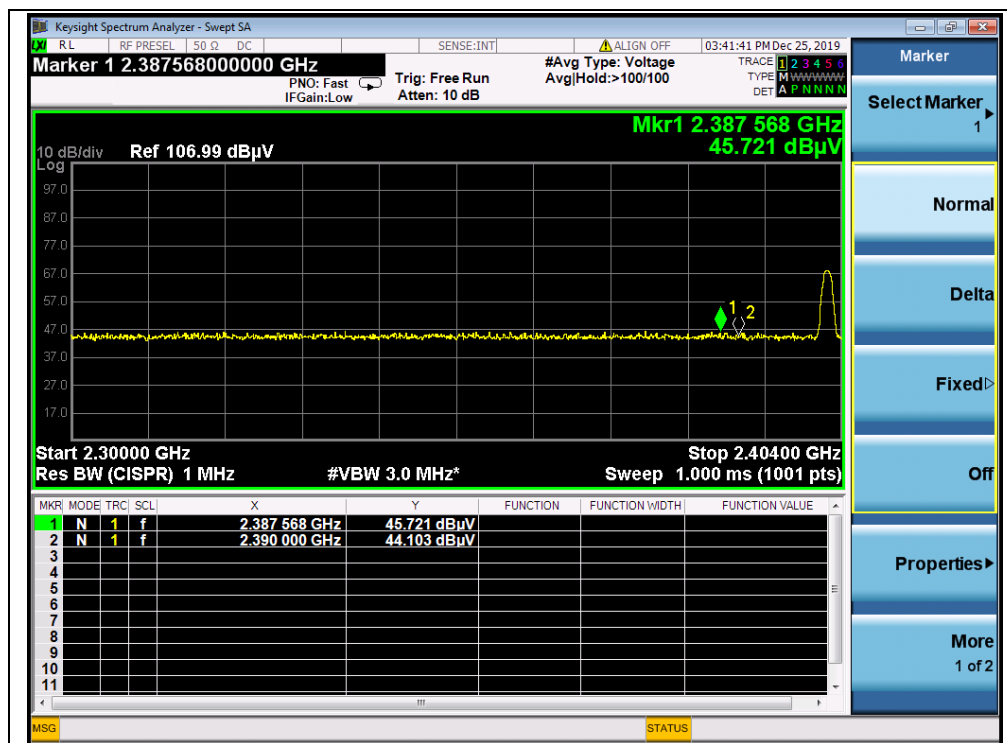 Keysight Spectrum Analyzer - Swept SA
LXI RL RF PRESEL 50 Ω DC SENSE:INT ALIGN OFF 03:41:41 PM Dec 25, 2019
Marker 1 2.387568000000 GHz
#Avg Type: Voltage
TRACE 1 2 3 4 5 6
PNO: Fast Trig: Free Run Avg|Hold:>100/100
TYPE M
IFGain:Low Atten: 10 dB
DET A P N N N N
Mkr1 2.387 568 GHz
45.721 dBµV
10 dB/div Ref 106.99 dBµV
Log
97.0
87.0
77.0
67.0
57.0
47.0
37.0
27.0
17.0
1 2
Start 2.30000 GHz Stop 2.40400 GHz
Res BW (CISPR) 1 MHz #VBW 3.0 MHz* Sweep 1.000 ms (1001 pts)
MKR MODE TRC SCL X Y FUNCTION FUNCTION WIDTH FUNCTION VALUE
1 N 1 f 2.387 568 GHz 45.721 dBµV
2 N 1 f 2.390 000 GHz 44.103 dBµV
3
4
5
6
7
8
9
10
11
MSG STATUS
Marker
Select Marker
1
Normal
Delta
Fixed
Off
Properties
More
1 of 2